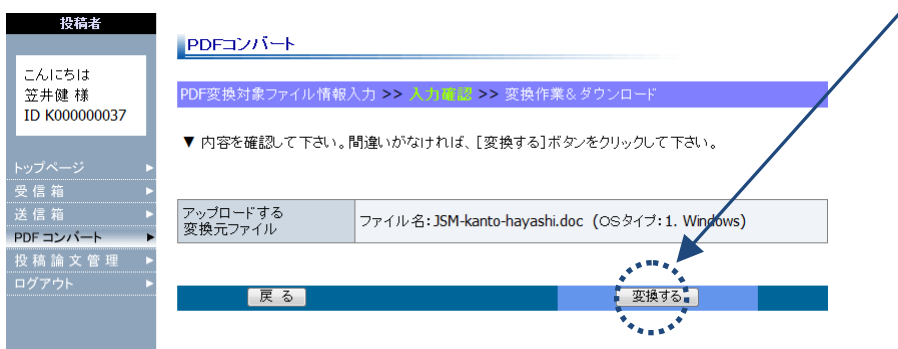 投稿者
こんにちは
笠井健 様
ID K000000037
トップページ
受信箱
送信箱
PDF コンバート
投稿論文管理
ログアウト
PDFコンバート
PDF変換対象ファイル情報入力 >> 入力確認 >> 変換作業&ダウンロード
▼ 内容を確認して下さい。間違いがなければ、[変換する]ボタンをクリックして下さい。
アップロードする
変換元ファイル
ファイル名:JSM-kanto-hayashi.doc (OSタイプ:1. Windows)
戻る
変換する